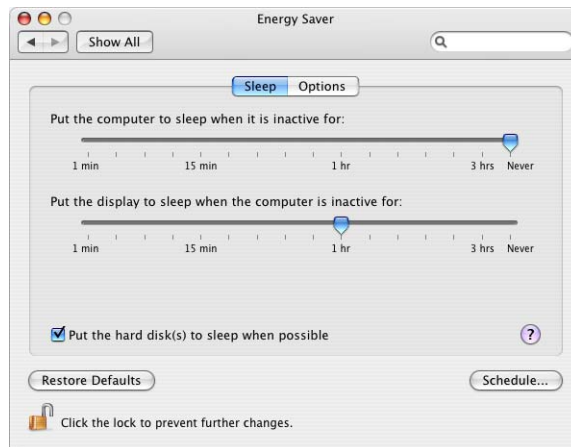 Energy Saver
Show All
Sleep Options
Put the computer to sleep when it is inactive for:
1 min 15 min 1 hr 3 hrs Never
Put the display to sleep when the computer is inactive for:
1 min 15 min 1 hr 3 hrs Never
Put the hard disk(s) to sleep when possible ?
Restore Defaults Schedule...
Click the lock to prevent further changes.